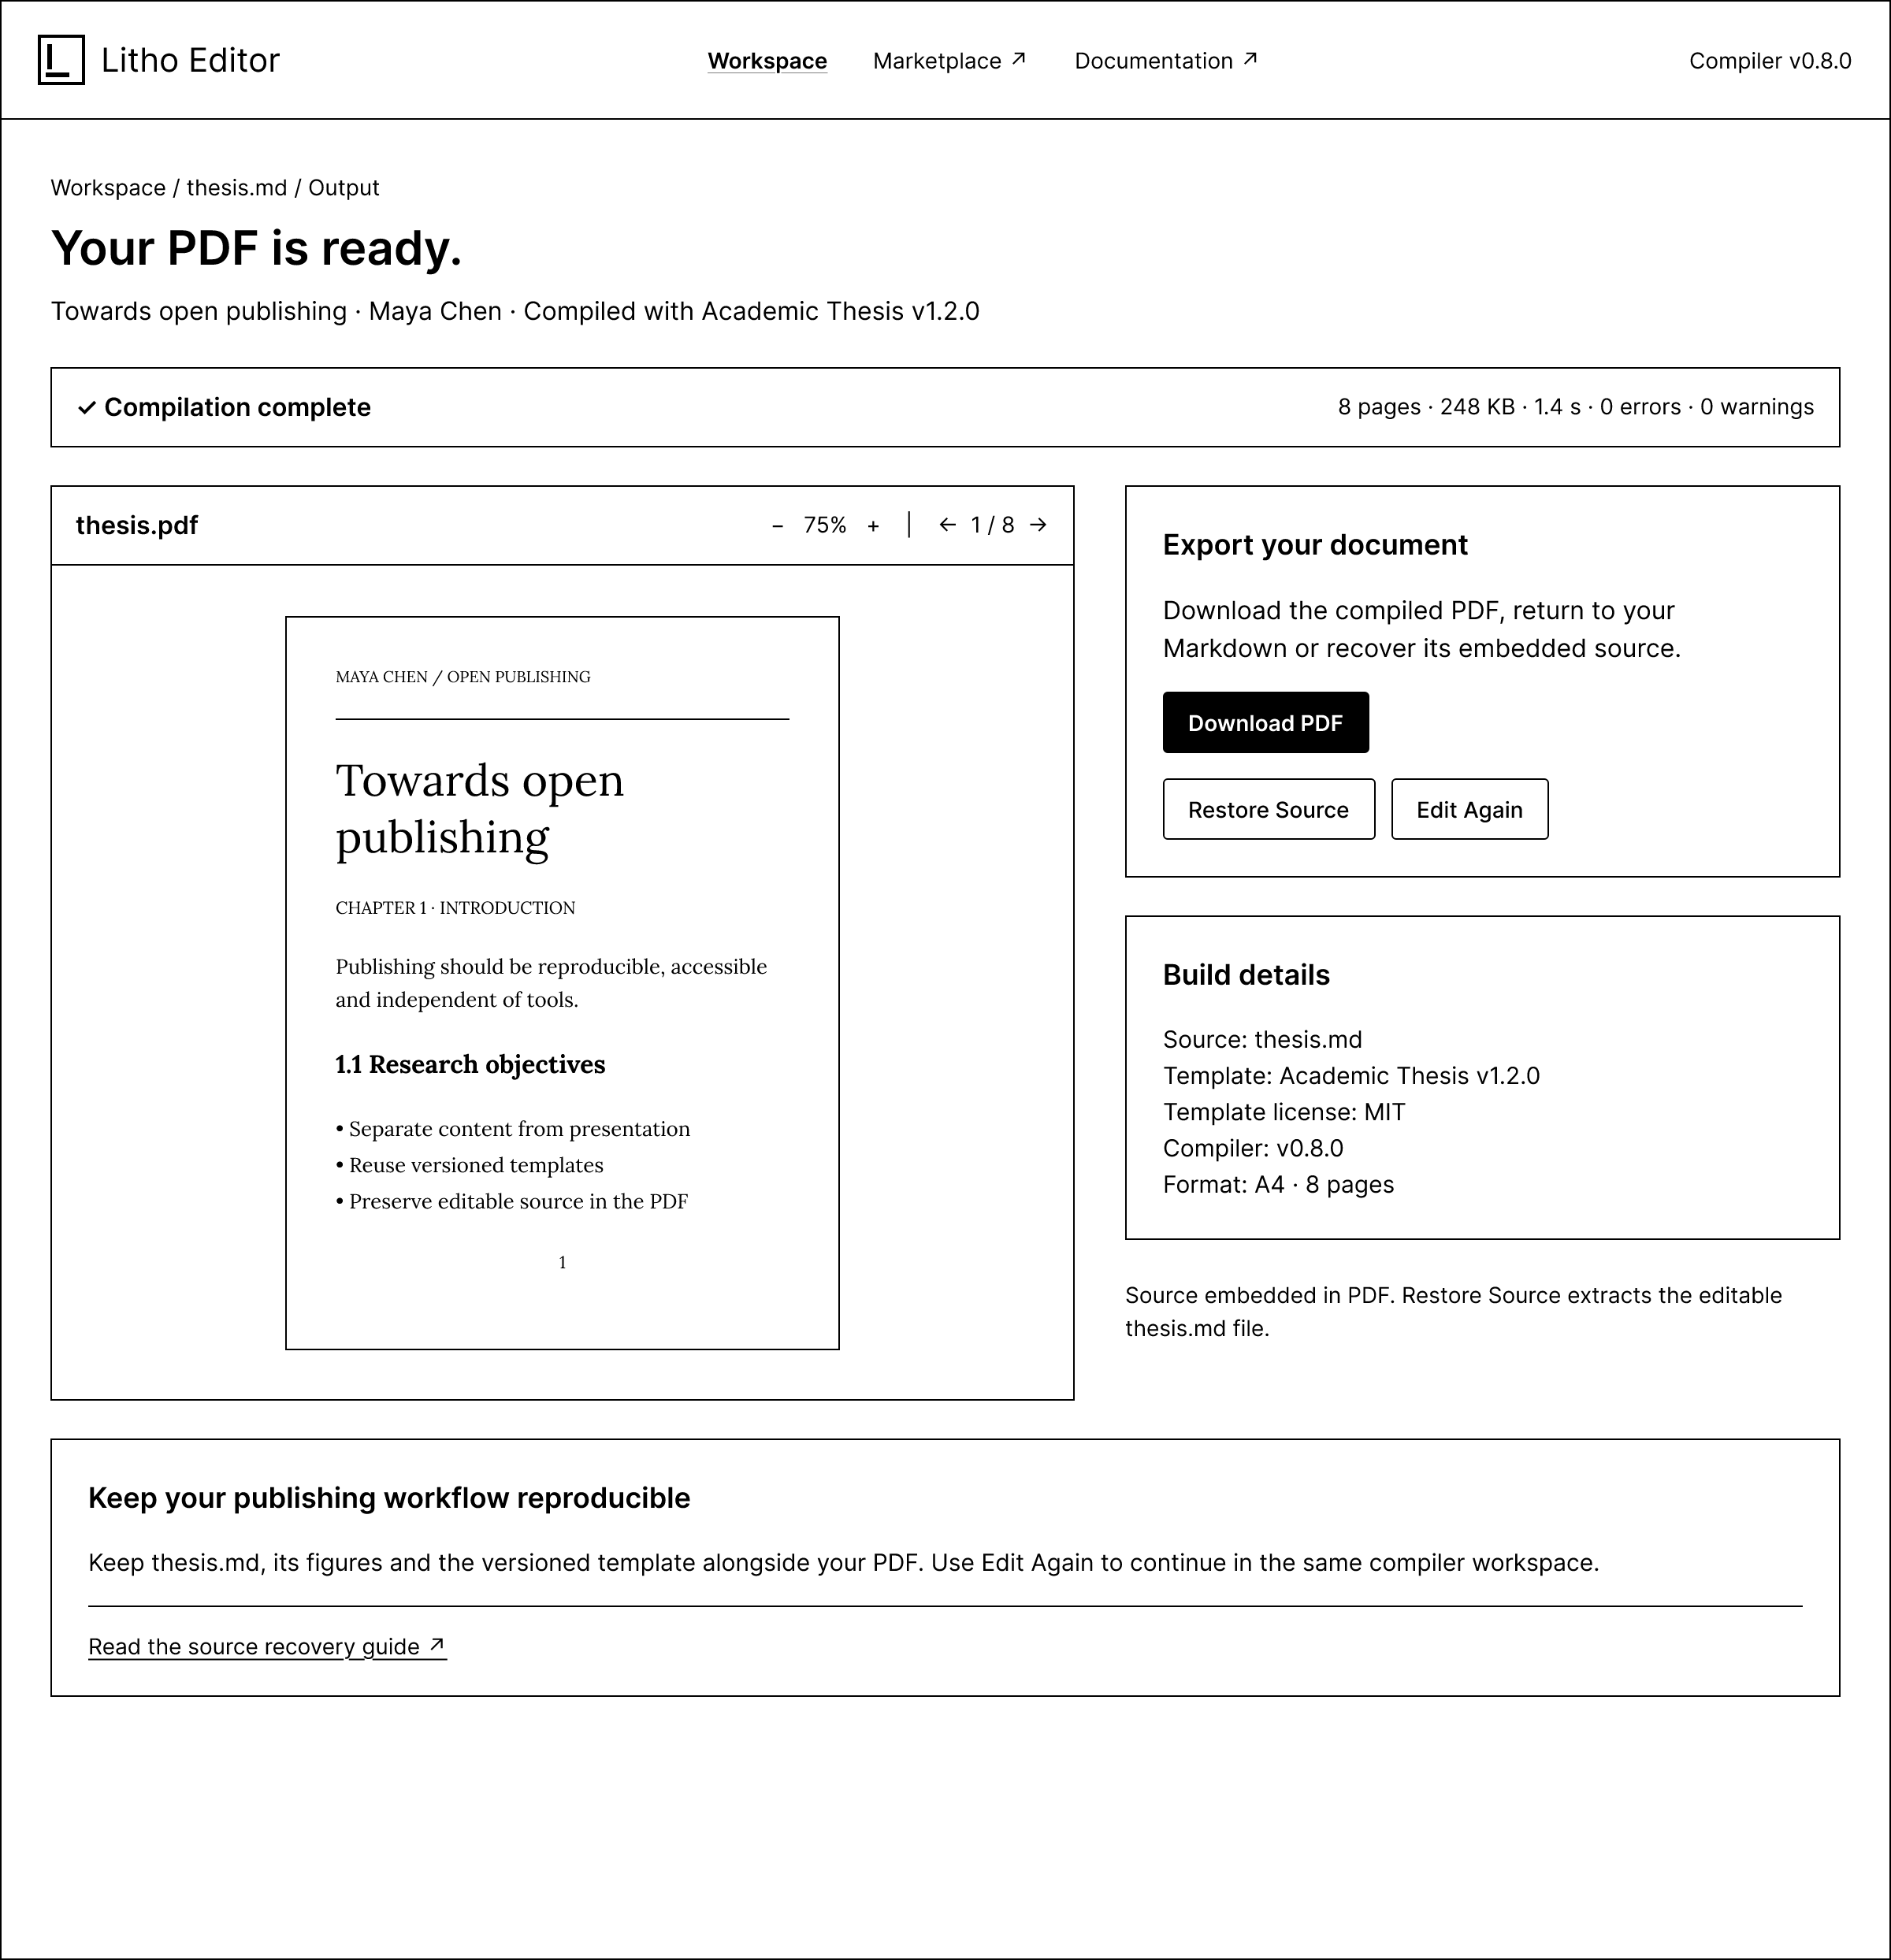 L Litho Editor
Workspace Marketplace ↗ Documentation ↗
Compiler v0.8.0
Workspace / thesis.md / Output
Your PDF is ready.
Towards open publishing · Maya Chen · Compiled with Academic Thesis v1.2.0
✓ Compilation complete
8 pages · 248 KB · 1.4 s · 0 errors · 0 warnings
thesis.pdf
− 75% + | ← 1 / 8 →
MAYA CHEN / OPEN PUBLISHING
Towards open
publishing
CHAPTER 1 · INTRODUCTION
Publishing should be reproducible, accessible
and independent of tools.
1.1 Research objectives
• Separate content from presentation
• Reuse versioned templates
• Preserve editable source in the PDF
1
Export your document
Download the compiled PDF, return to your
Markdown or recover its embedded source.
Download PDF
Restore Source Edit Again
Build details
Source: thesis.md
Template: Academic Thesis v1.2.0
Template license: MIT
Compiler: v0.8.0
Format: A4 · 8 pages
Source embedded in PDF. Restore Source extracts the editable
thesis.md file.
Keep your publishing workflow reproducible
Keep thesis.md, its figures and the versioned template alongside your PDF. Use Edit Again to continue in the same compiler workspace.
Read the source recovery guide ↗